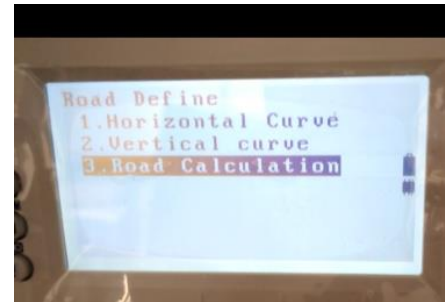 Road Define
1.Horizontal Curve
2.Vertical curve
3.Road Calculation